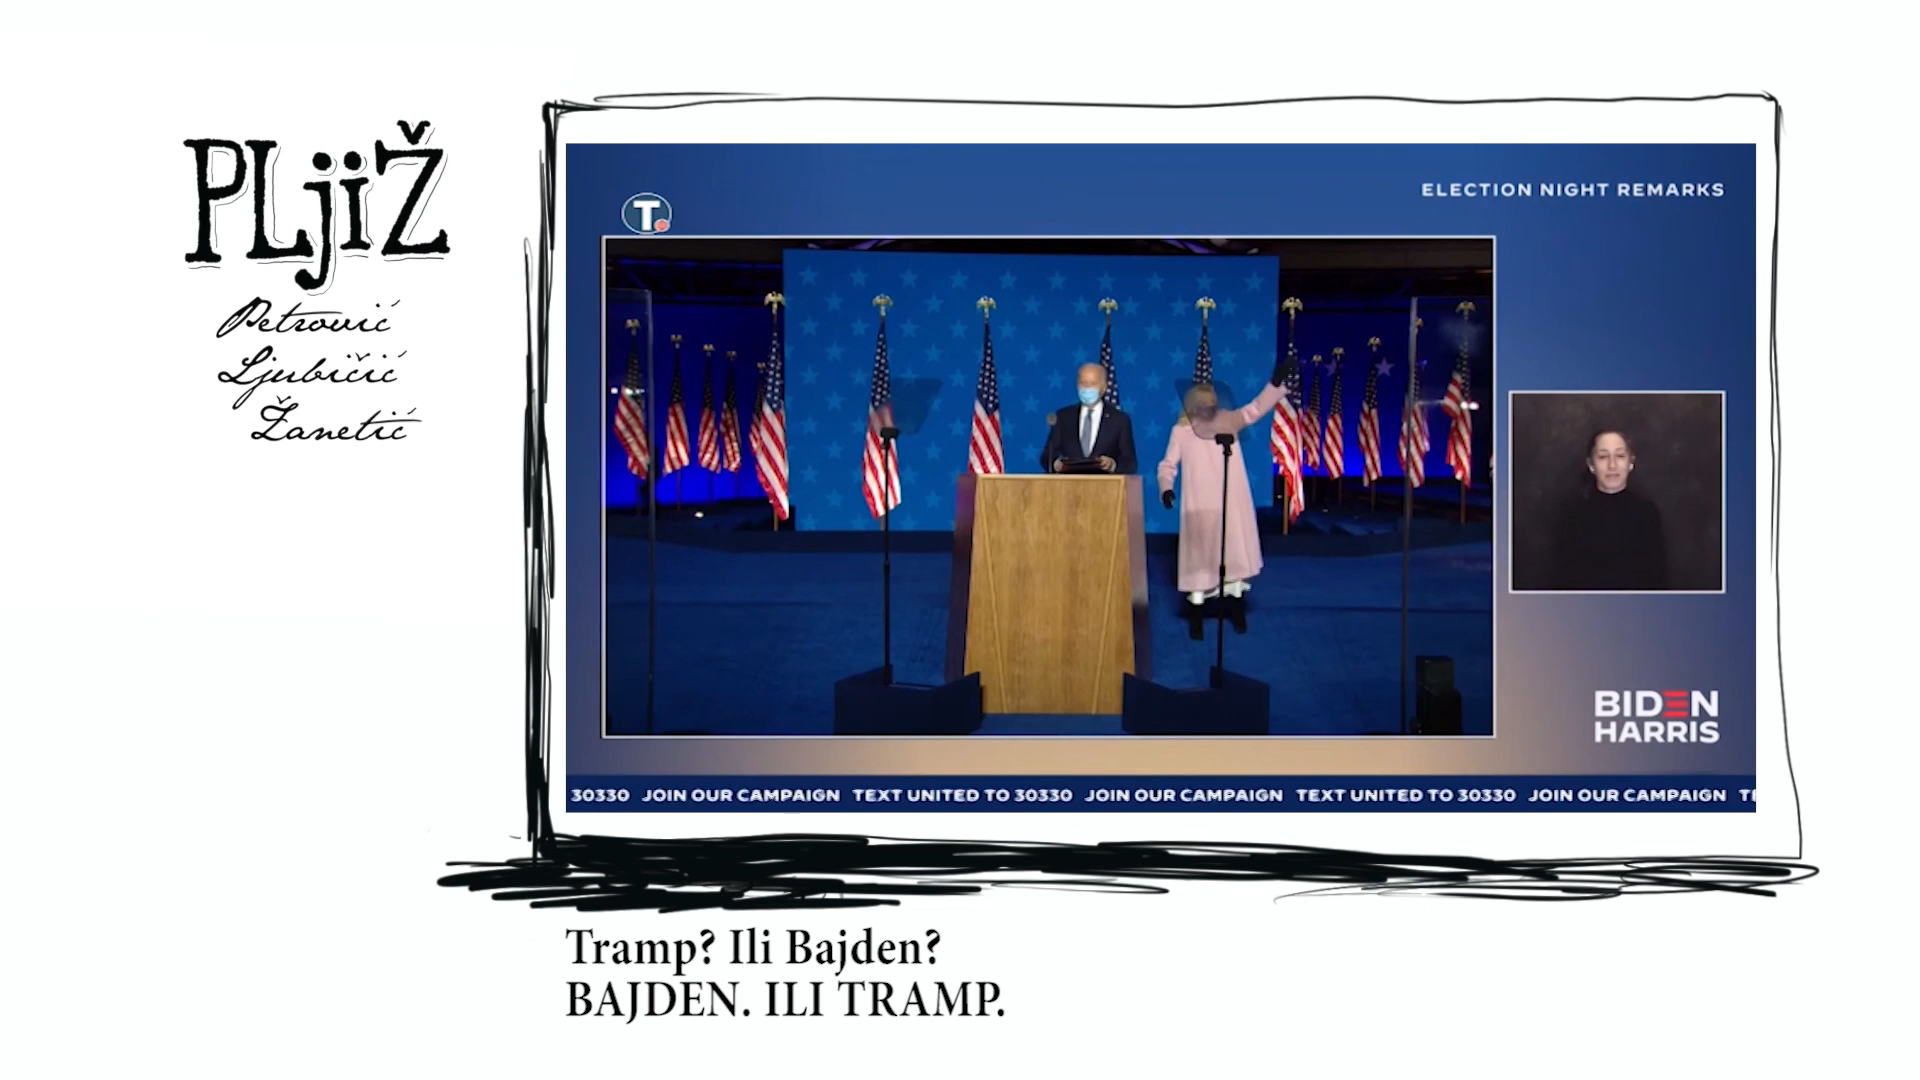 PLjiŽ
Petrović
Ljubičić
Žanetić
T.
ELECTION NIGHT REMARKS
BIDEN
HARRIS
30330 JOIN OUR CAMPAIGN TEXT UNITED TO 30330 JOIN OUR CAMPAIGN TEXT UNITED TO 30330 JOIN OUR CAMPAIGN
Tramp? Ili Bajden?
BAJDEN. ILI TRAMP.